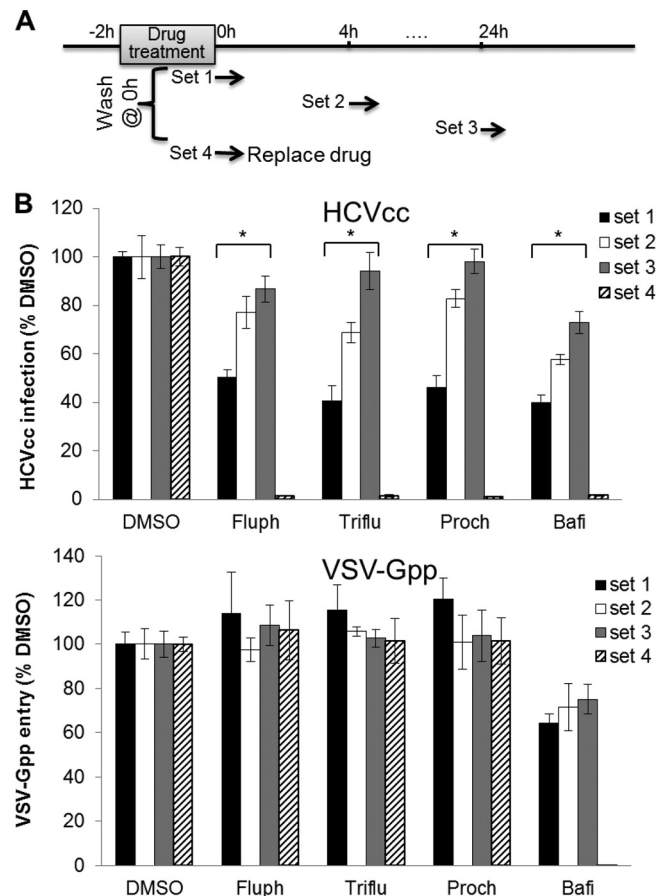 A
-2h
Drug
treatment
0h
4h
....
24h
Wash
@ 0h
Set 1
Set 2
Set 3
Set 4
Replace drug
B
HCVcc
HCVcc infection (% DMSO)
120
100
80
60
40
20
0
*
*
*
*
set 1
set 2
set 3
set 4
DMSO Fluph Triflu Proch Bafi
VSV-Gpp
VSV-Gpp entry (% DMSO)
140
120
100
80
60
40
20
0
set 1
set 2
set 3
set 4
DMSO Fluph Triflu Proch Bafi